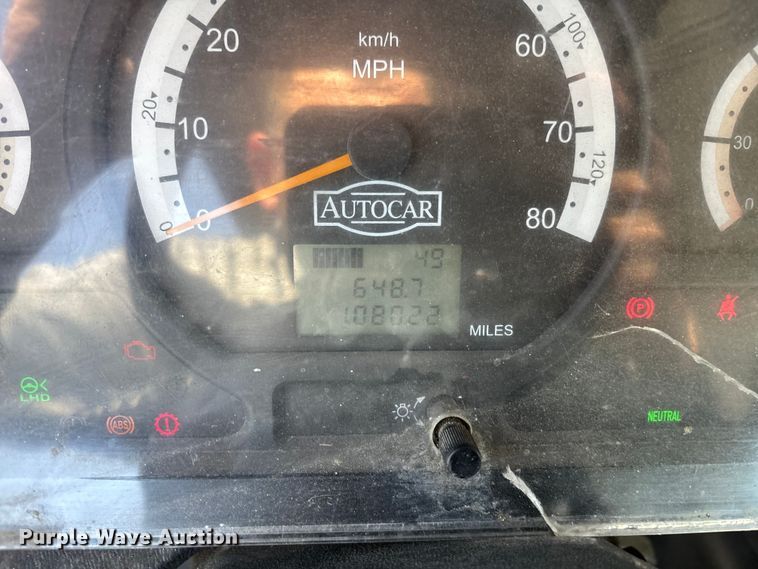 km/h
MPH
20
60
100
20
10
70
120
30
0
0
0
80
AUTOCAR
49
648.7
108022
MILES
P
LHD
ABS
!
NEUTRAL
Purple Wave Auction